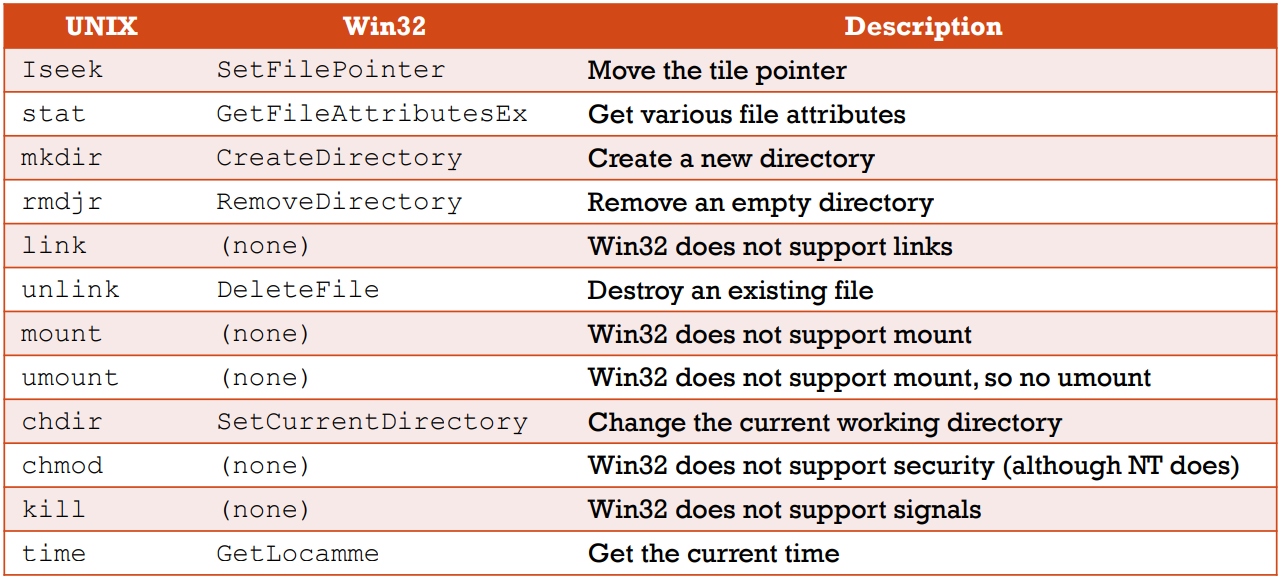 UNIX Win32 Description
Iseek SetFilePointer Move the tile pointer
stat GetFileAttributesEx Get various file attributes
mkdir CreateDirectory Create a new directory
rmdjr RemoveDirectory Remove an empty directory
link (none) Win32 does not support links
unlink DeleteFile Destroy an existing file
mount (none) Win32 does not support mount
umount (none) Win32 does not support mount, so no umount
chdir SetCurrentDirectory Change the current working directory
chmod (none) Win32 does not support security (although NT does)
kill (none) Win32 does not support signals
time GetLocamme Get the current time